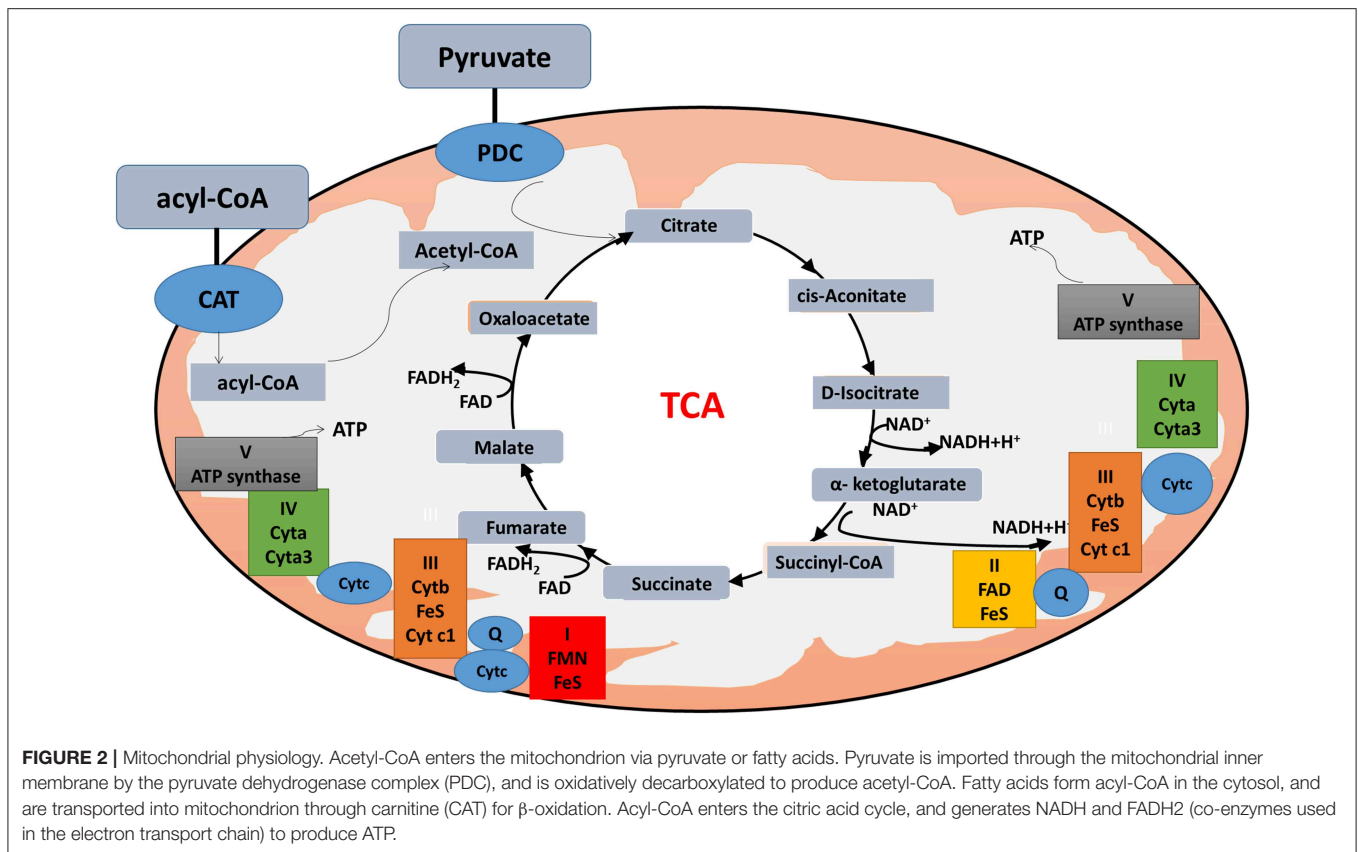 Pyruvate
PDC
acyl-CoA
CAT
Acetyl-CoA
acyl-CoA
Citrate
cis-Aconitate
D-Isocitrate
NAD⁺
NADH+H⁺
α- ketoglutarate
NAD⁺
NADH+H⁺
Succinyl-CoA
Succinate
FAD
FADH₂
Fumarate
Malate
FAD
FADH₂
Oxaloacetate
TCA
ATP
V
ATP synthase
IV
Cyta
Cyta3
Cytc
III
III
Cytb
FeS
Cyt c1
Q
Cytc
I
FMN
FeS
ATP
V
ATP synthase
IV
Cyta
Cyta3
III
Cytc
III
Cytb
FeS
Cyt c1
II
FAD
FeS
Q
FIGURE 2 | Mitochondrial physiology. Acetyl-CoA enters the mitochondrion via pyruvate or fatty acids. Pyruvate is imported through the mitochondrial inner
membrane by the pyruvate dehydrogenase complex (PDC), and is oxidatively decarboxylated to produce acetyl-CoA. Fatty acids form acyl-CoA in the cytosol, and
are transported into mitochondrion through carnitine (CAT) for β-oxidation. Acyl-CoA enters the citric acid cycle, and generates NADH and FADH2 (co-enzymes used
in the electron transport chain) to produce ATP.